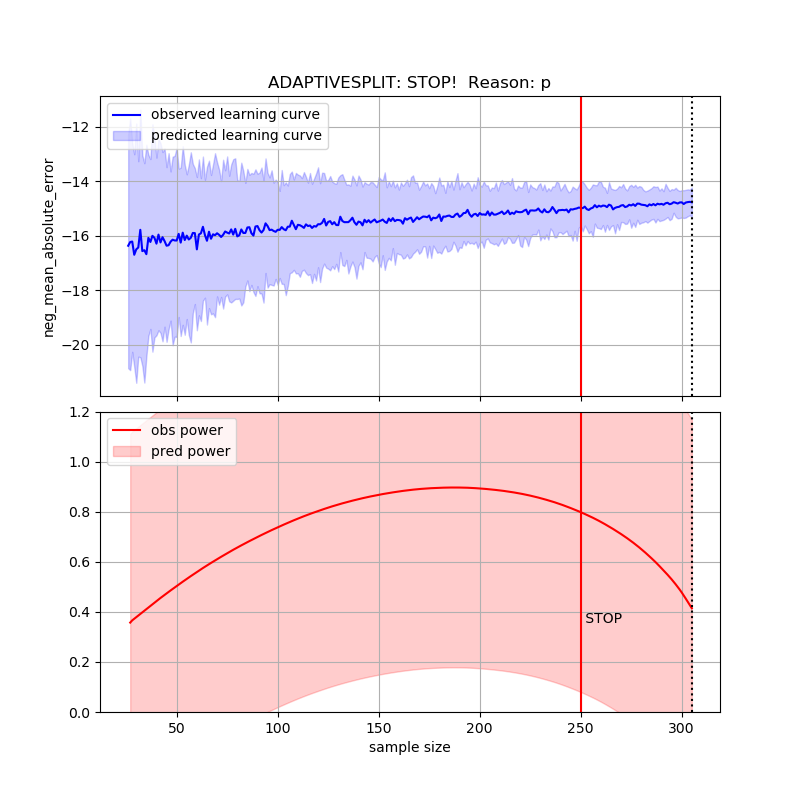 ADAPTIVESPLIT: STOP!  Reason: p
observed learning curve
predicted learning curve
−12
−14
−16
−18
−20
neg_mean_absolute_error
obs power
pred power
1.2
1.0
0.8
0.6
0.4
0.2
0.0
STOP
50 100 150 200 250 300
sample size